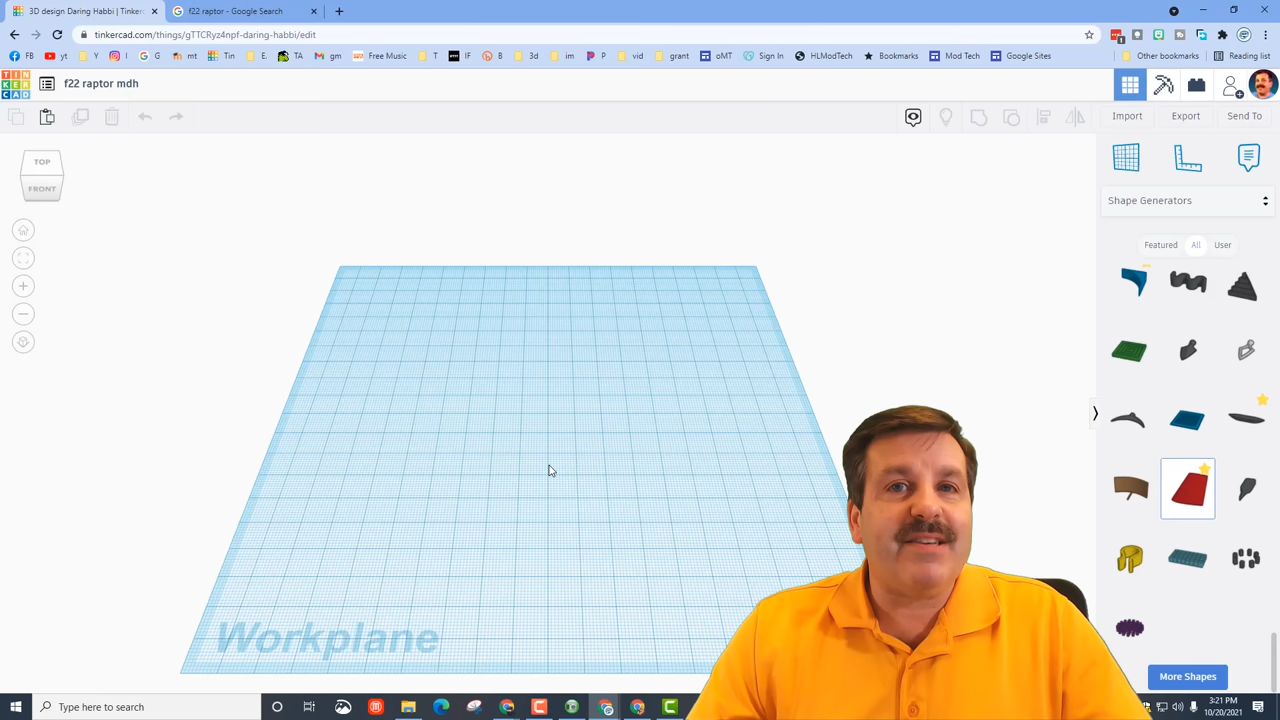 3D design Daring Habbi | Tinker
f22 raptor - Google Search
tinkercad.com/things/gTTCRyz4npf-daring-habbi/edit
FB Y I G T E TA gm Free Music T IF B 3d im P vid grant oMT Sign In HLModTech Bookmarks Mod Tech Google Sites Other bookmarks Reading list
TIN
KER
CAD
f22 raptor mdh
Import Export Send To
TOP
FRONT
Shape Generators
Featured All User
Workplane
More Shapes
Type here to search
3:21 PM
10/20/2021